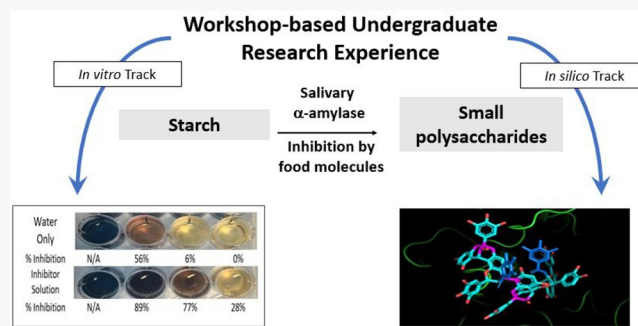 Workshop-based Undergraduate
Research Experience
In vitro Track
In silico Track
Starch
Salivary
α-amylase
Inhibition by
food molecules
Small
polysaccharides
Water
Only
% Inhibition N/A 56% 6% 0%
Inhibitor
Solution
% Inhibition N/A 89% 77% 28%